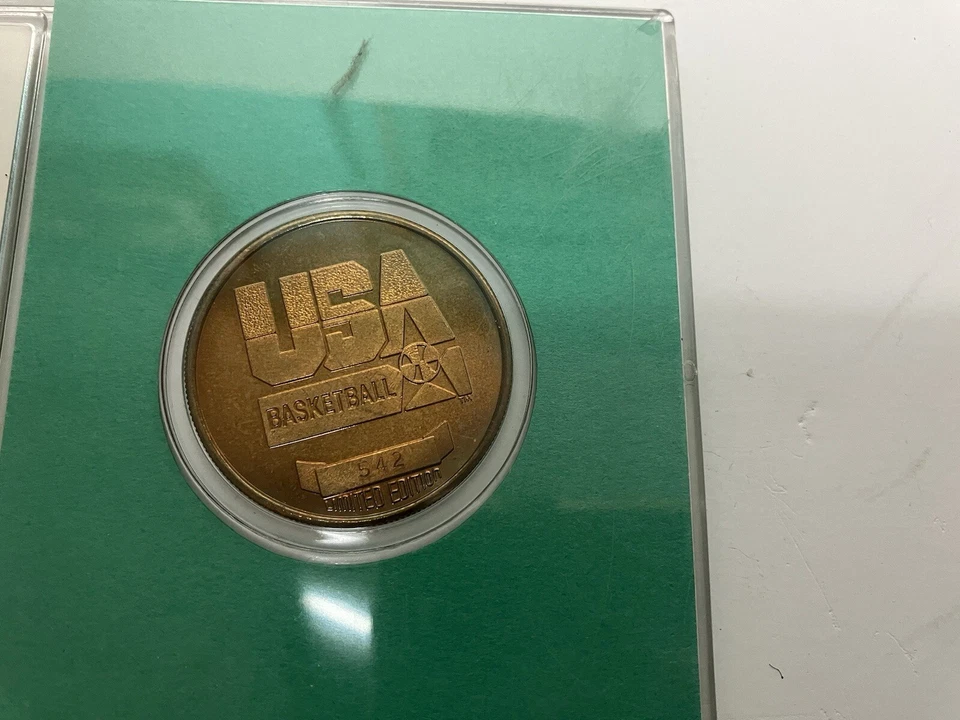 USA
BASKETBALL
TM
542
LIMITED EDITION